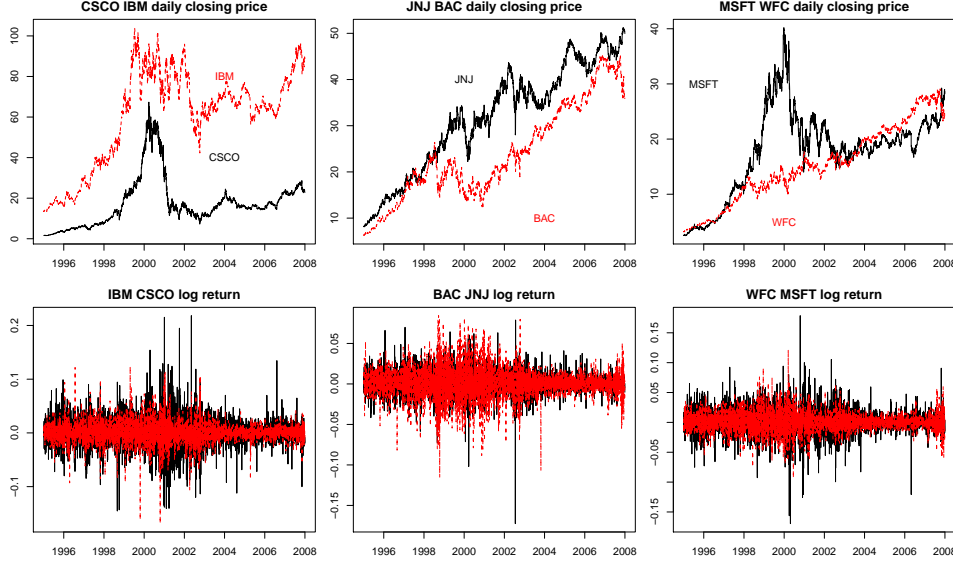 CSCO IBM daily closing price
JNJ BAC daily closing price
MSFT WFC daily closing price
100
80
60
40
20
0
IBM
CSCO
1996 1998 2000 2002 2004 2006 2008
50
40
30
20
10
JNJ
BAC
1996 1998 2000 2002 2004 2006 2008
40
30
20
10
MSFT
WFC
1996 1998 2000 2002 2004 2006 2008
IBM CSCO log return
BAC JNJ log return
WFC MSFT log return
0.2
0.1
0.0
-0.1
1996 1998 2000 2002 2004 2006 2008
0.05
0.00
-0.05
-0.10
-0.15
1996 1998 2000 2002 2004 2006 2008
0.15
0.05
-0.05
-0.15
1996 1998 2000 2002 2004 2006 2008